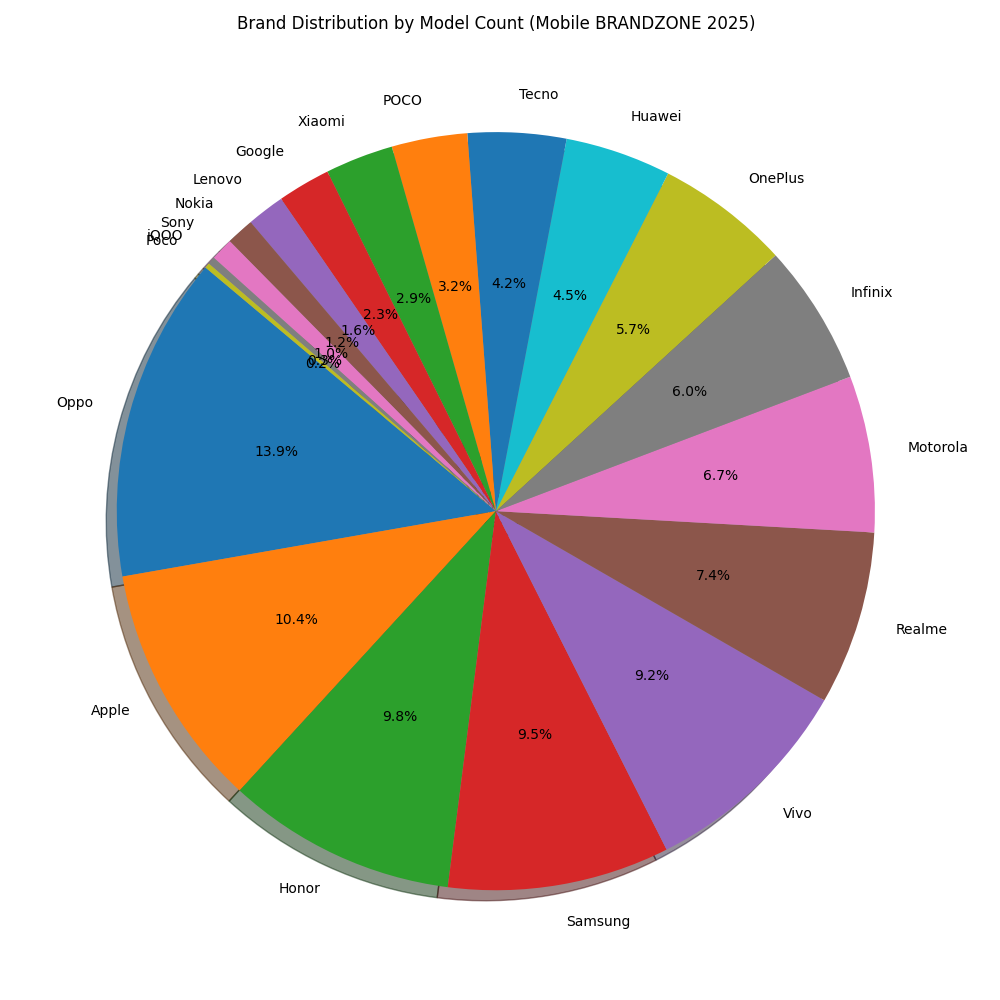 Brand Distribution by Model Count (Mobile BRANDZONE 2025)
Tecno
POCO
Huawei
Xiaomi
Google
OnePlus
Lenovo
Nokia
Sony
iQOO
Poco
Infinix
Oppo
Motorola
Realme
Apple
Vivo
Honor
Samsung
4.2%
3.2%
4.5%
2.9%
2.3%
5.7%
1.6%
1.2%
1.0%
0.3%
0.2%
6.0%
13.9%
6.7%
7.4%
10.4%
9.2%
9.8%
9.5%